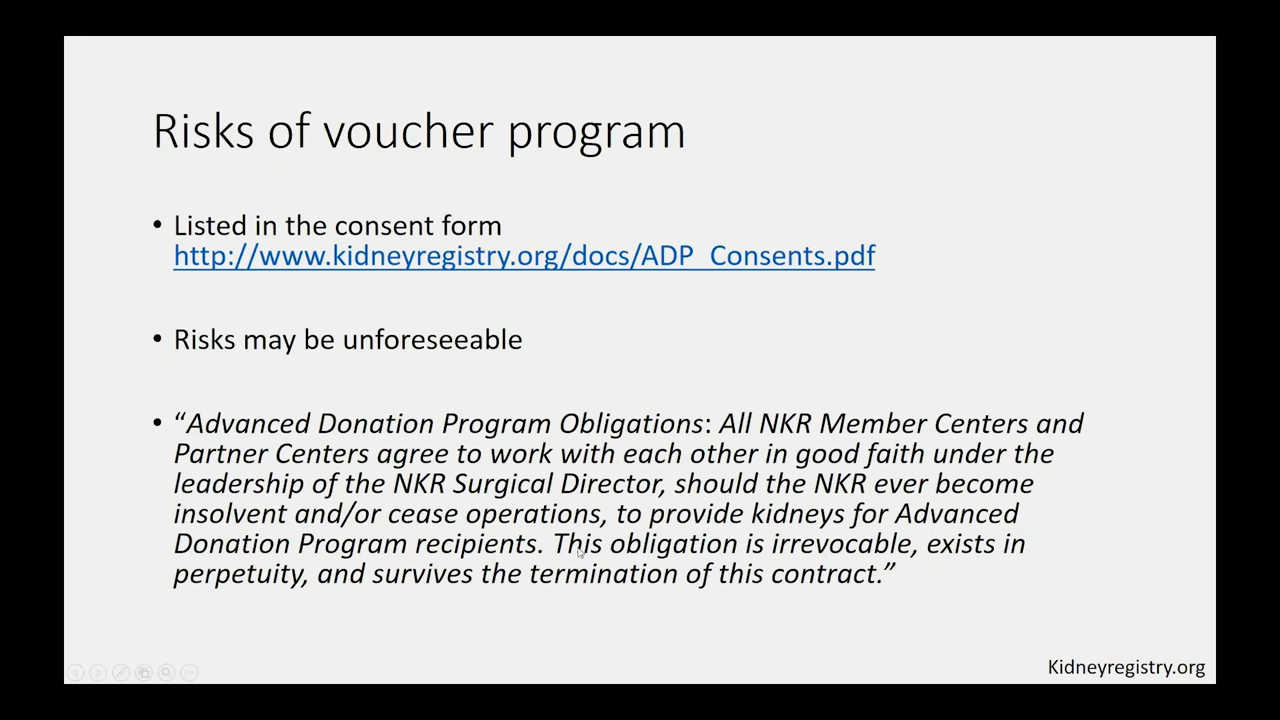 Risks of voucher program
• Listed in the consent form
http://www.kidneyregistry.org/docs/ADP_Consents.pdf
• Risks may be unforeseeable
• “Advanced Donation Program Obligations: All NKR Member Centers and
Partner Centers agree to work with each other in good faith under the
leadership of the NKR Surgical Director, should the NKR ever become
insolvent and/or cease operations, to provide kidneys for Advanced
Donation Program recipients. This obligation is irrevocable, exists in
perpetuity, and survives the termination of this contract.”
Kidneyregistry.org